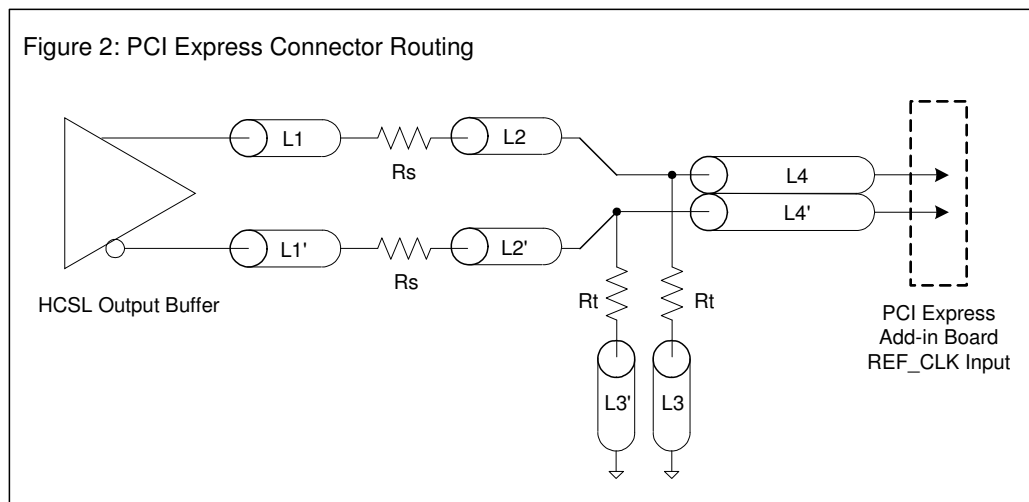 Figure 2: PCI Express Connector Routing
L1
Rs
L2
L4
L4'
L1'
Rs
L2'
Rt
Rt
HCSL Output Buffer
L3'
L3
PCI Express
Add-in Board
REF_CLK Input